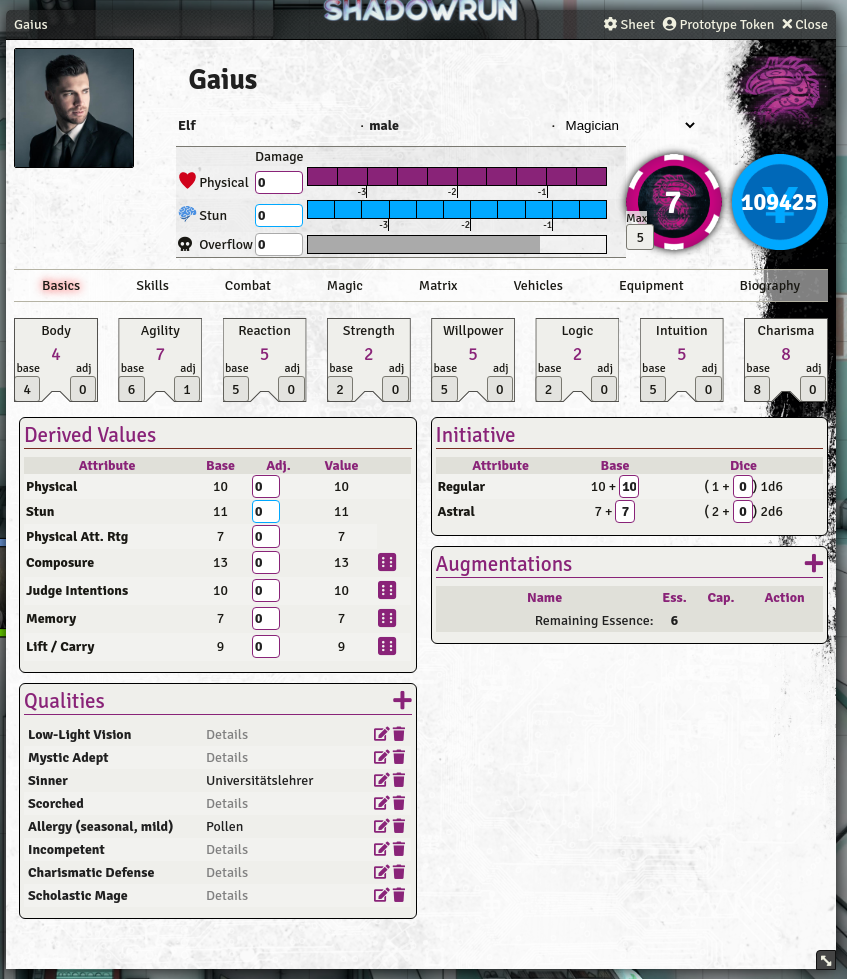 SHADOWRUN
Gaius Sheet Prototype Token Close
Gaius
Elf · male · Magician
Damage
Physical 0
-3 -2 -1
Stun 0
-3 -2 -1
Overflow 0
7
Max
5
109425
Basics Skills Combat Magic Matrix Vehicles Equipment Biography
Body Agility Reaction Strength Willpower Logic Intuition Charisma
4 7 5 2 5 2 5 8
base adj base adj base adj base adj base adj base adj base adj base adj
4 0 6 1 5 0 2 0 5 0 2 0 5 0 8 0
Derived Values
Attribute Base Adj. Value
Physical 10 0 10
Stun 11 0 11
Physical Att. Rtg 7 0 7
Composure 13 0 13
Judge Intentions 10 0 10
Memory 7 0 7
Lift / Carry 9 0 9
Initiative
Attribute Base Dice
Regular 10 + 10 ( 1 + 0 ) 1d6
Astral 7 + 7 ( 2 + 0 ) 2d6
Augmentations
Name Ess. Cap. Action
Remaining Essence: 6
Qualities
Low-Light Vision Details
Mystic Adept Details
Sinner Universitätslehrer
Scorched Details
Allergy (seasonal, mild) Pollen
Incompetent Details
Charismatic Defense Details
Scholastic Mage Details